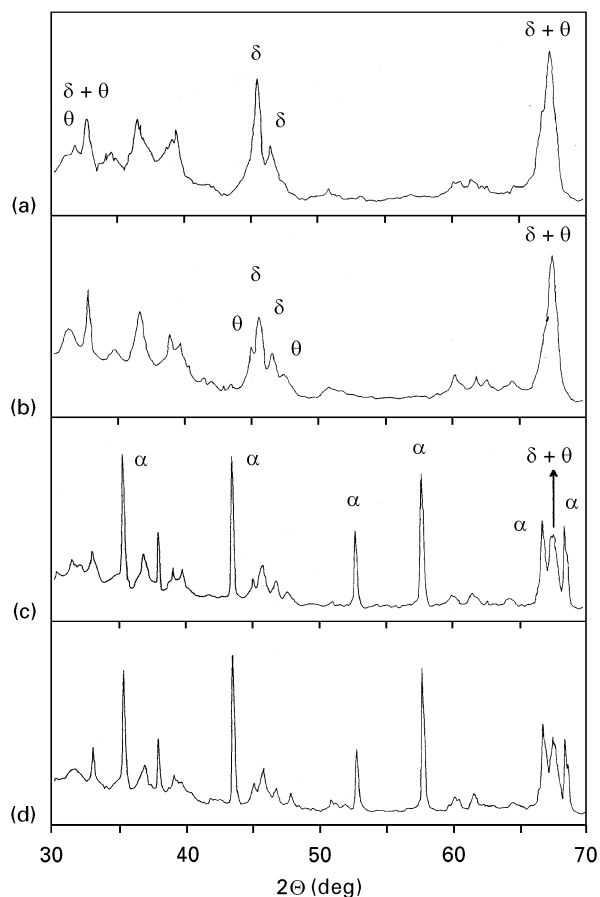 δ + θ
δ
δ + θ
θ
δ
(a)
δ + θ
δ
δ
θ
θ
(b)
α
α
α
α
δ + θ
α
α
(c)
(d)
30 40 50 60 70
2Θ (deg)